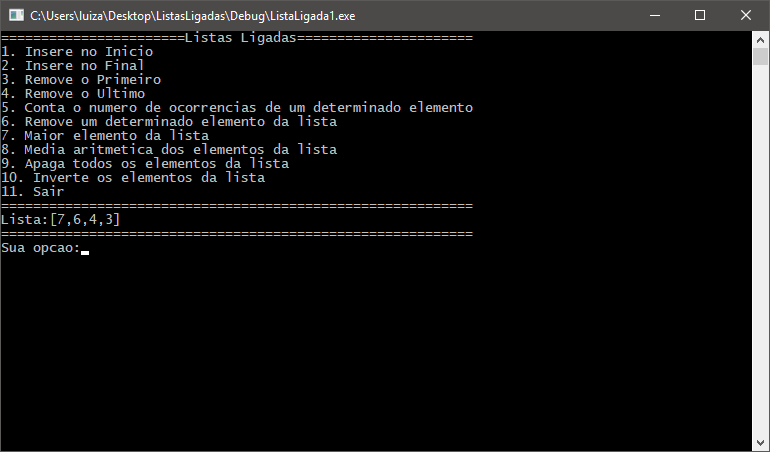 C:\Users\luiza\Desktop\ListasLigadas\Debug\ListaLigada1.exe
=======================Listas Ligadas======================
1. Insere no Inicio
2. Insere no Final
3. Remove o Primeiro
4. Remove o Ultimo
5. Conta o numero de ocorrencias de um determinado elemento
6. Remove um determinado elemento da lista
7. Maior elemento da lista
8. Media aritmetica dos elementos da lista
9. Apaga todos os elementos da lista
10. Inverte os elementos da lista
11. Sair
===========================================================
Lista:[7,6,4,3]
===========================================================
Sua opcao: